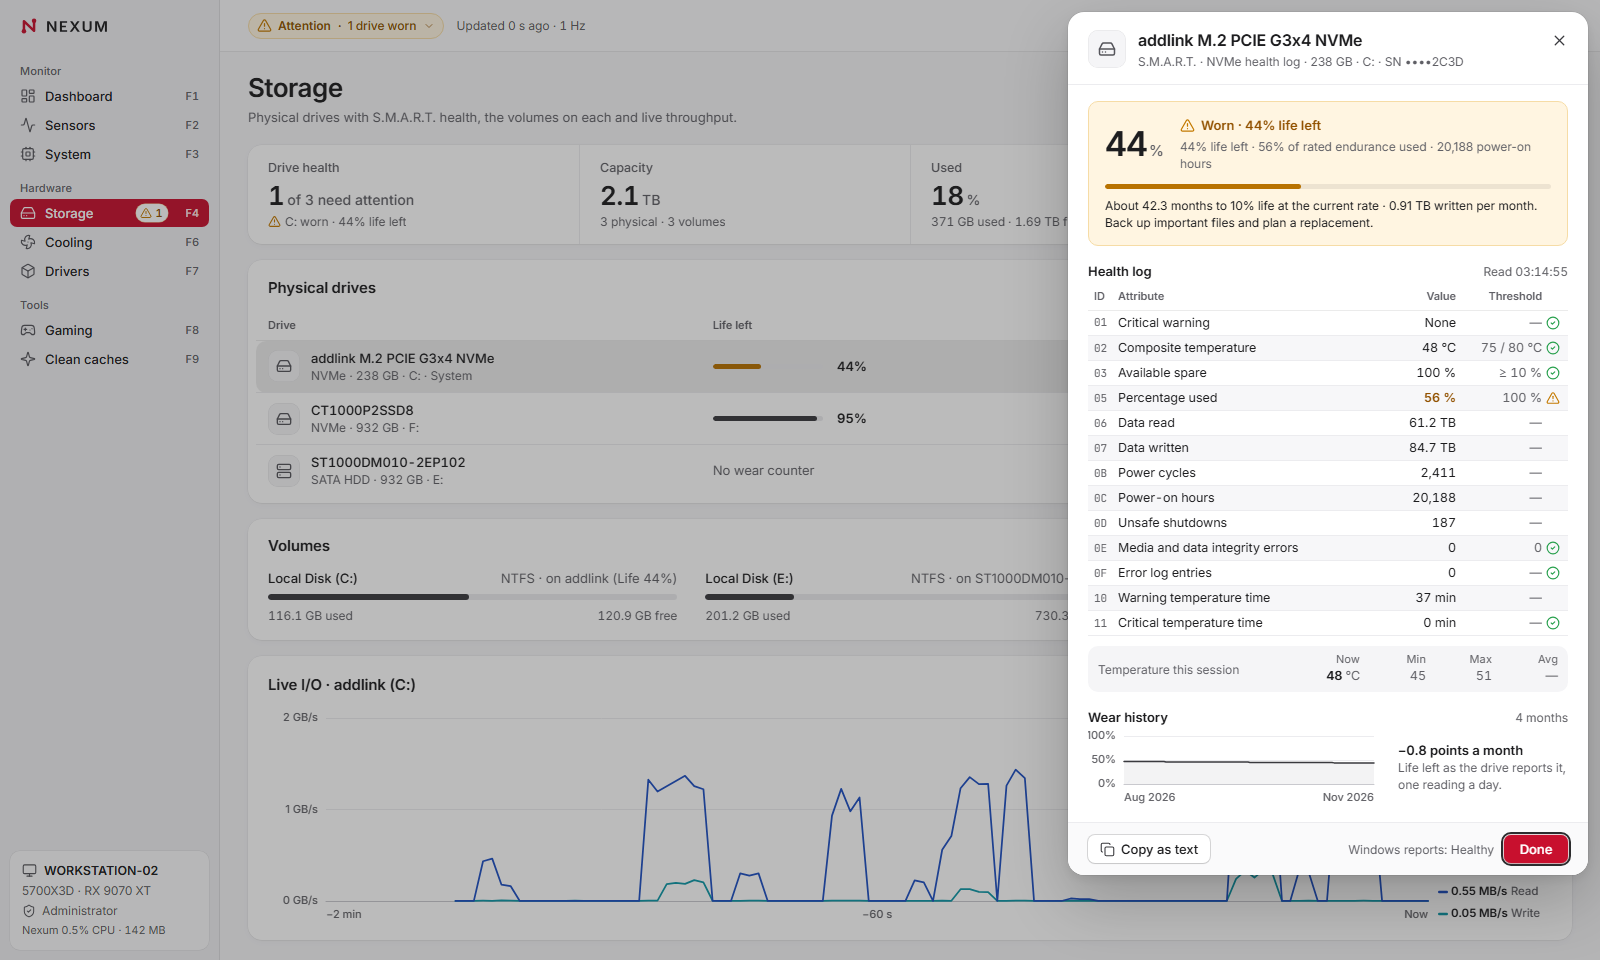 NEXUM
Monitor
Dashboard F1
Sensors F2
System F3
Hardware
Storage 1 F4
Cooling F6
Drivers F7
Tools
Gaming F8
Clean caches F9
WORKSTATION-02
5700X3D · RX 9070 XT
Administrator
Nexum 0.5% CPU · 142 MB
Attention · 1 drive worn
Updated 0 s ago · 1 Hz
Storage
Physical drives with S.M.A.R.T. health, the volumes on each and live throughput.
Drive health
1 of 3 need attention
C: worn · 44% life left
Capacity
2.1 TB
3 physical · 3 volumes
Used
18 %
371 GB used · 1.69 TB f
Physical drives
Drive Life left
addlink M.2 PCIE G3x4 NVMe
NVMe · 238 GB · C: · System
44%
CT1000P2SSD8
NVMe · 932 GB · F:
95%
ST1000DM010-2EP102
SATA HDD · 932 GB · E:
No wear counter
Volumes
Local Disk (C:) NTFS · on addlink (Life 44%)
116.1 GB used 120.9 GB free
Local Disk (E:) NTFS · on ST1000DM010-
201.2 GB used 730.3
Live I/O · addlink (C:)
2 GB/s
1 GB/s
0 GB/s
−2 min −60 s Now
0.55 MB/s Read
0.05 MB/s Write
addlink M.2 PCIE G3x4 NVMe
S.M.A.R.T. · NVMe health log · 238 GB · C: · SN ••••2C3D
44 %
Worn · 44% life left
44% life left · 56% of rated endurance used · 20,188 power-on
hours
About 42.3 months to 10% life at the current rate · 0.91 TB written per month.
Back up important files and plan a replacement.
Health log Read 03:14:55
ID Attribute Value Threshold
01 Critical warning None —
02 Composite temperature 48 °C 75 / 80 °C
03 Available spare 100 % ≥ 10 %
05 Percentage used 56 % 100 %
06 Data read 61.2 TB —
07 Data written 84.7 TB —
0B Power cycles 2,411 —
0C Power-on hours 20,188 —
0D Unsafe shutdowns 187 —
0E Media and data integrity errors 0 0
0F Error log entries 0 —
10 Warning temperature time 37 min —
11 Critical temperature time 0 min —
Temperature this session
Now Min Max Avg
48 °C 45 51 —
Wear history 4 months
100%
50%
0%
Aug 2026 Nov 2026
−0.8 points a month
Life left as the drive reports it,
one reading a day.
Copy as text
Windows reports: Healthy
Done